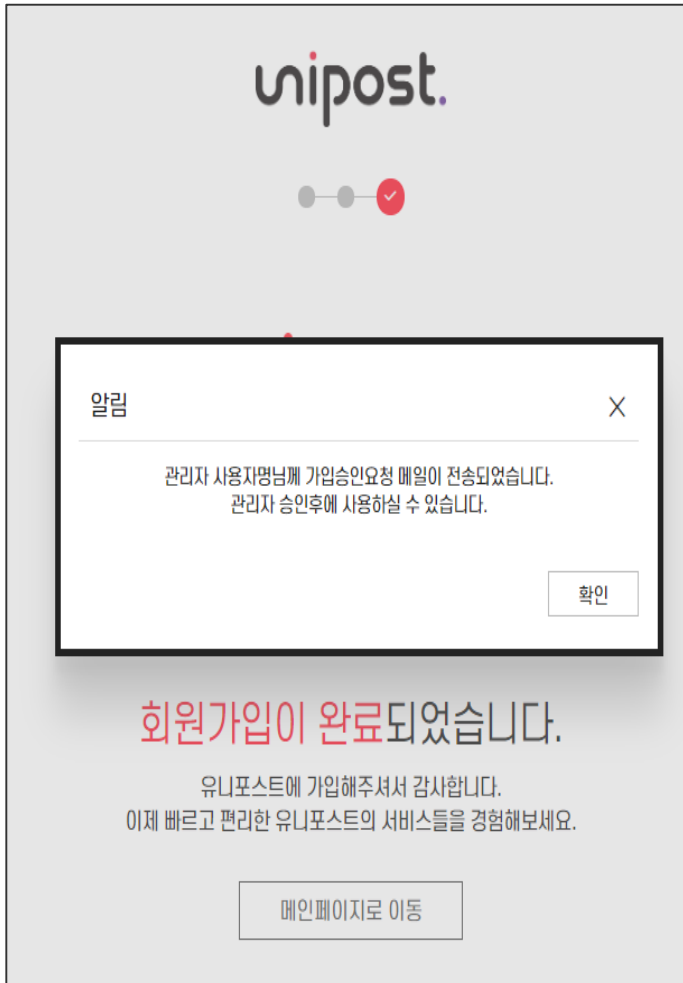 unipost.
알림
X
관리자 사용자명님께 가입승인요청 메일이 전송되었습니다.
관리자 승인후에 사용하실 수 있습니다.
확인
회원가입이 완료되었습니다.
유니포스트에 가입해주셔서 감사합니다.
이제 빠르고 편리한 유니포스트의 서비스들을 경험해보세요.
메인페이지로 이동